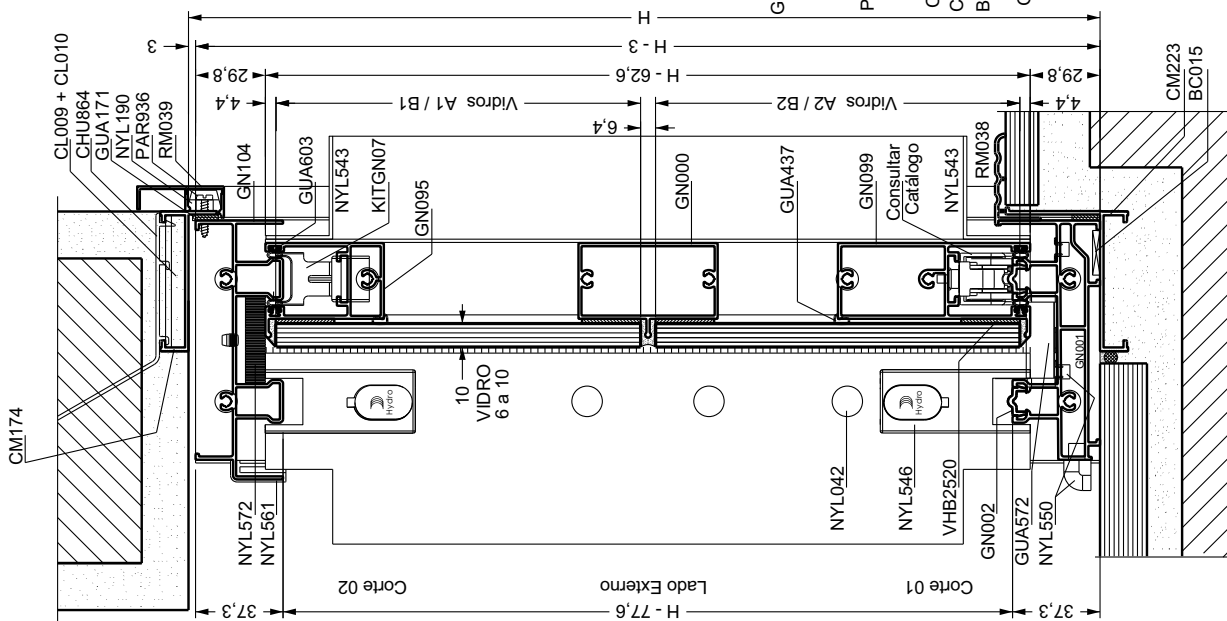 H
H - 3
3
29,8
H - 62,6
29,8
4,4
Vidros A1 / B1
6,4
Vidros A2 / B2
4,4
CL009 + CL010
CHU864
GUA171
NYL190
PAR936
RM039
GN104
GUA603
NYL543
KITGN07
GN095
GN000
GUA437
GN099
Consultar
Catálogo
NYL543
RM038
CM223
BC015
CM174
10
VIDRO
6 a 10
Hydro
Hydro
GN001
NYL572
NYL561
NYL042
NYL546
VHB2520
GN002
GUA572
NYL550
Corte 02
Lado Externo
Corte 01
37,3
H - 77,6
37,3
G
P
C
C
B